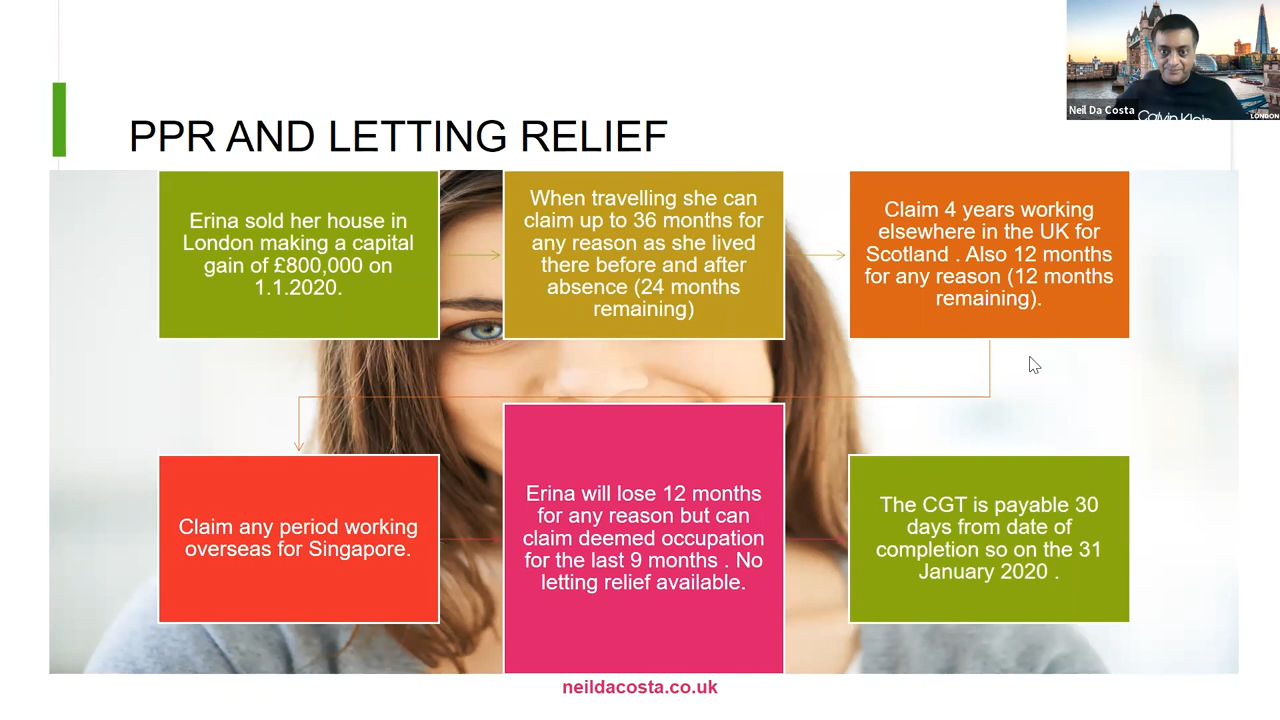 Neil Da Costa
Calvin Klein
LONDON
PPR AND LETTING RELIEF
Erina sold her house in
London making a capital
gain of £800,000 on
1.1.2020.
When travelling she can
claim up to 36 months for
any reason as she lived
there before and after
absence (24 months
remaining)
Claim 4 years working
elsewhere in the UK for
Scotland . Also 12 months
for any reason (12 months
remaining).
Claim any period working
overseas for Singapore.
Erina will lose 12 months
for any reason but can
claim deemed occupation
for the last 9 months . No
letting relief available.
The CGT is payable 30
days from date of
completion so on the 31
January 2020 .
neildacosta.co.uk